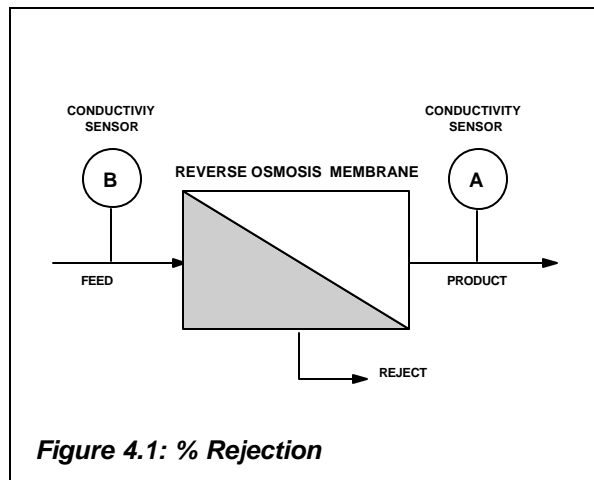 CONDUCTIVIY
SENSOR
B
CONDUCTIVITY
SENSOR
A
REVERSE OSMOSIS MEMBRANE
FEED
PRODUCT
REJECT
Figure 4.1: % Rejection